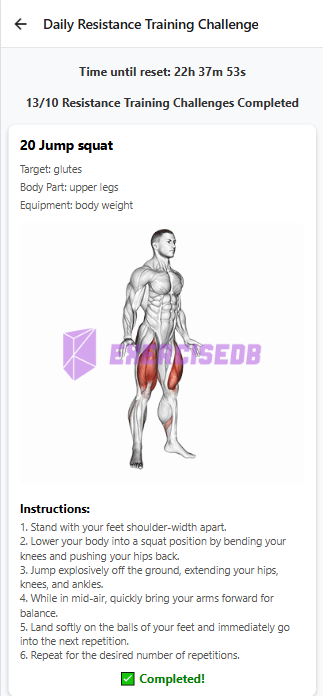 Daily Resistance Training Challenge
Time until reset: 22h 37m 53s
13/10 Resistance Training Challenges Completed
20 Jump squat
Target: glutes
Body Part: upper legs
Equipment: body weight
EXERCISEDB
Instructions:
1. Stand with your feet shoulder-width apart.
2. Lower your body into a squat position by bending your
knees and pushing your hips back.
3. Jump explosively off the ground, extending your hips,
knees, and ankles.
4. While in mid-air, quickly bring your arms forward for
balance.
5. Land softly on the balls of your feet and immediately go
into the next repetition.
6. Repeat for the desired number of repetitions.
Completed!